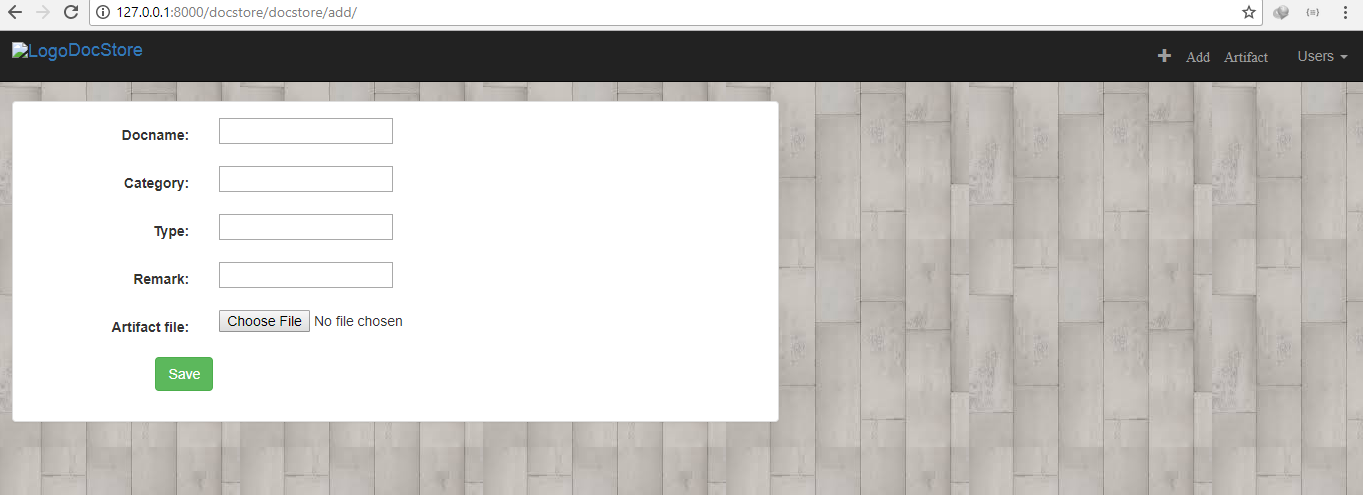 127.0.0.1:8000/docstore/docstore/add/
LogoDocStore
Add Artifact Users
Docname:
Category:
Type:
Remark:
Artifact file: Choose File No file chosen
Save